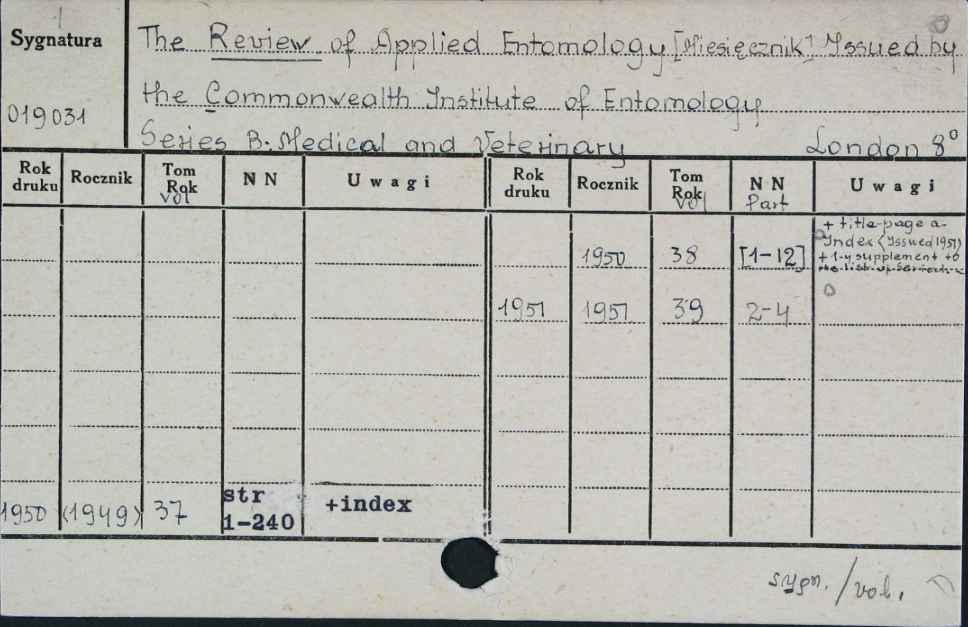 Sygnatura
019031
The Review of Applied Entomology [Miesięcznik] Issued by
the Commonwealth Institute of Entomology
Series B. Medical and Veterinary London 8°
Rok druku Rocznik Tom Rok Vol N N U w a g i Rok druku Rocznik Tom Rok Vol N N Part U w a g i
1950 38 [1-12] + title-page a.
Index (Issued 1951)
+ 1-y supplement to
the list of
1951 1951 39 2-4
1950 (1949) 37 str 1-240 +index
sygn. / vol.